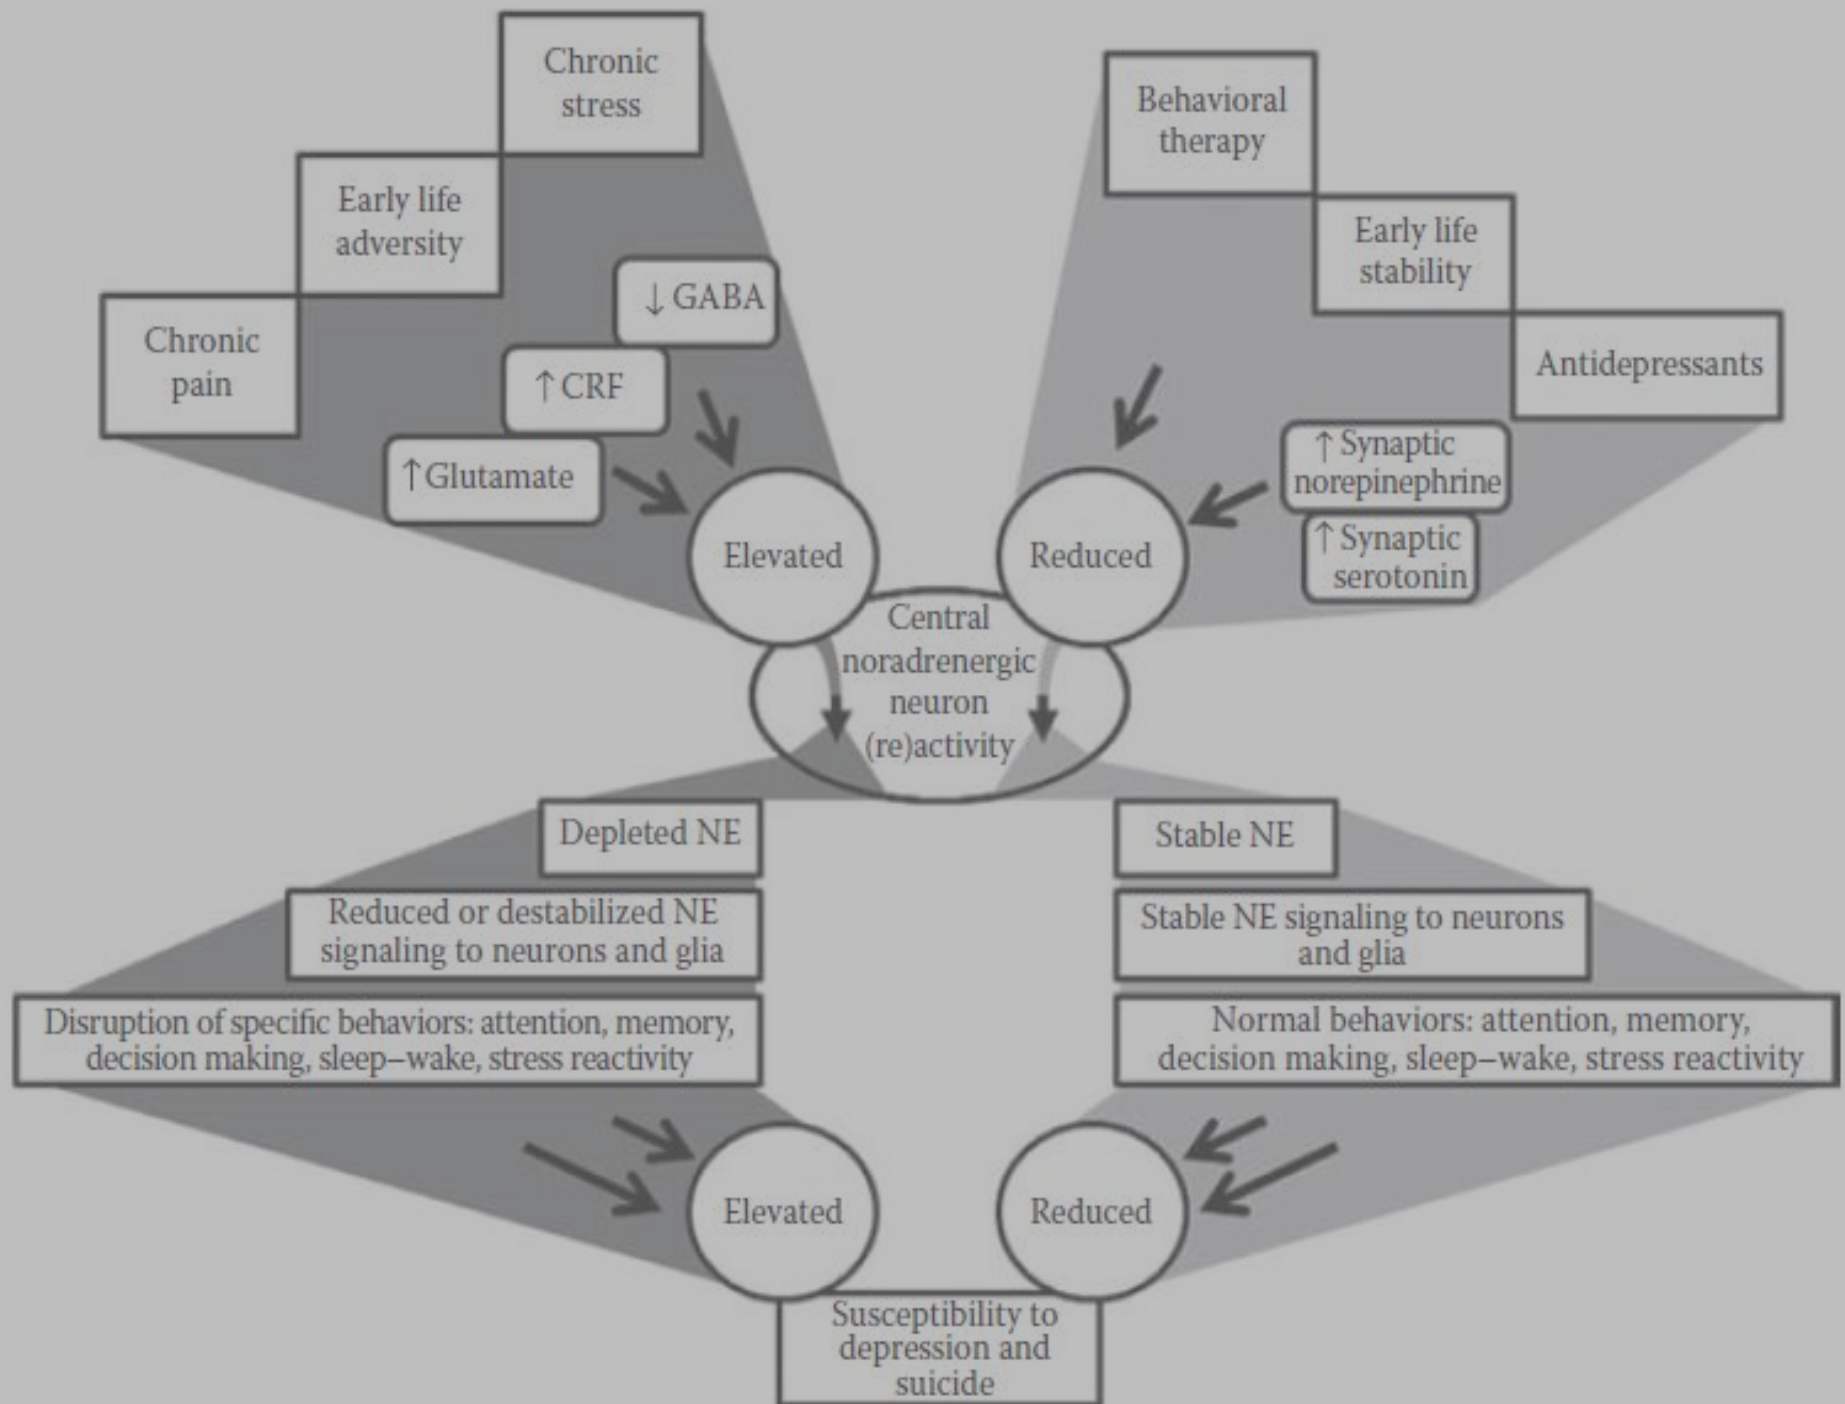 Chronic
stress
Early life
adversity
Chronic
pain
↓ GABA
↑ CRF
↑ Glutamate
Elevated
Behavioral
therapy
Early life
stability
Antidepressants
↑ Synaptic
norepinephrine
↑ Synaptic
serotonin
Reduced
Central
noradrenergic
neuron
(re)activity
Depleted NE
Reduced or destabilized NE
signaling to neurons and glia
Disruption of specific behaviors: attention, memory,
decision making, sleep–wake, stress reactivity
Stable NE
Stable NE signaling to neurons
and glia
Normal behaviors: attention, memory,
decision making, sleep–wake, stress reactivity
Elevated
Reduced
Susceptibility to
depression and
suicide